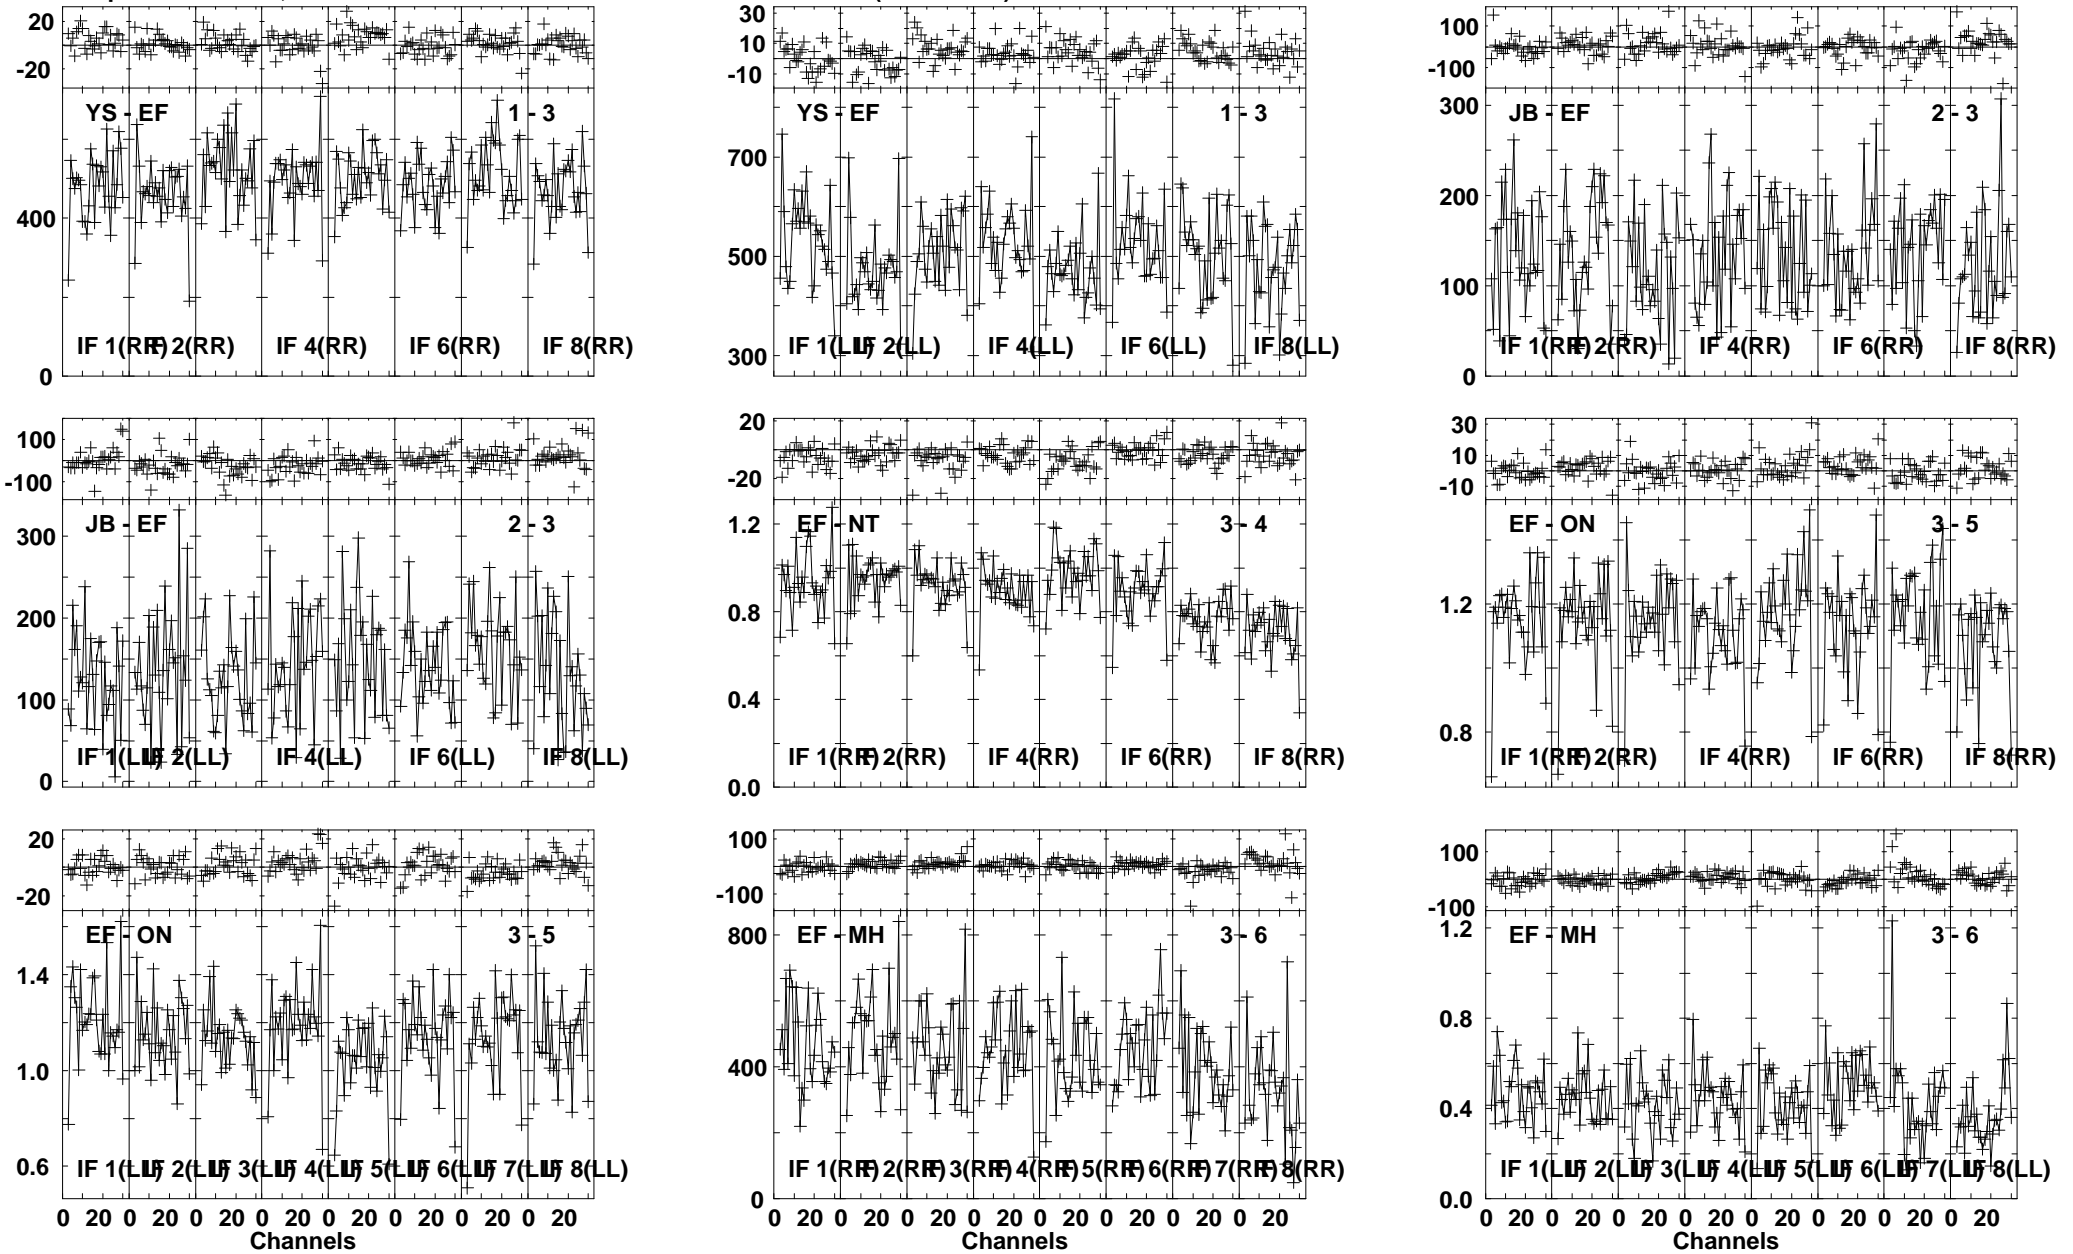 20
-20
YS - EF 1 - 3
400
0
IF 1(RR) IF 2(RR) IF 4(RR) IF 6(RR) IF 8(RR)
30
10
-10
YS - EF 1 - 3
700
500
300
IF 1(LL) IF 2(LL) IF 4(LL) IF 6(LL) IF 8(LL)
100
-100
JB - EF 2 - 3
300
200
100
0
IF 1(RR) IF 2(RR) IF 4(RR) IF 6(RR) IF 8(RR)
100
-100
JB - EF 2 - 3
300
200
100
0
IF 1(LL) IF 2(LL) IF 4(LL) IF 6(LL) IF 8(LL)
20
-20
EF - NT 3 - 4
1.2
0.8
0.4
0.0
IF 1(RR) IF 2(RR) IF 4(RR) IF 6(RR) IF 8(RR)
30
10
-10
EF - ON 3 - 5
1.2
0.8
IF 1(RR) IF 2(RR) IF 4(RR) IF 6(RR) IF 8(RR)
20
-20
EF - ON 3 - 5
1.4
1.0
0.6
IF 1(LL) IF 2(LL) IF 3(LL) IF 4(LL) IF 5(LL) IF 6(LL) IF 7(LL) IF 8(LL)
0 20 0 20 0 20 0 20 0 20 0 20 0 20 0 20
Channels
100
-100
EF - MH 3 - 6
800
400
0
IF 1(RR) IF 2(RR) IF 3(RR) IF 4(RR) IF 5(RR) IF 6(RR) IF 7(RR) IF 8(RR)
0 20 0 20 0 20 0 20 0 20 0 20 0 20 0 20
Channels
100
-100
EF - MH 3 - 6
1.2
0.8
0.4
0.0
IF 1(LL) IF 2(LL) IF 3(LL) IF 4(LL) IF 5(LL) IF 6(LL) IF 7(LL) IF 8(LL)
0 20 0 20 0 20 0 20 0 20 0 20 0 20 0 20
Channels